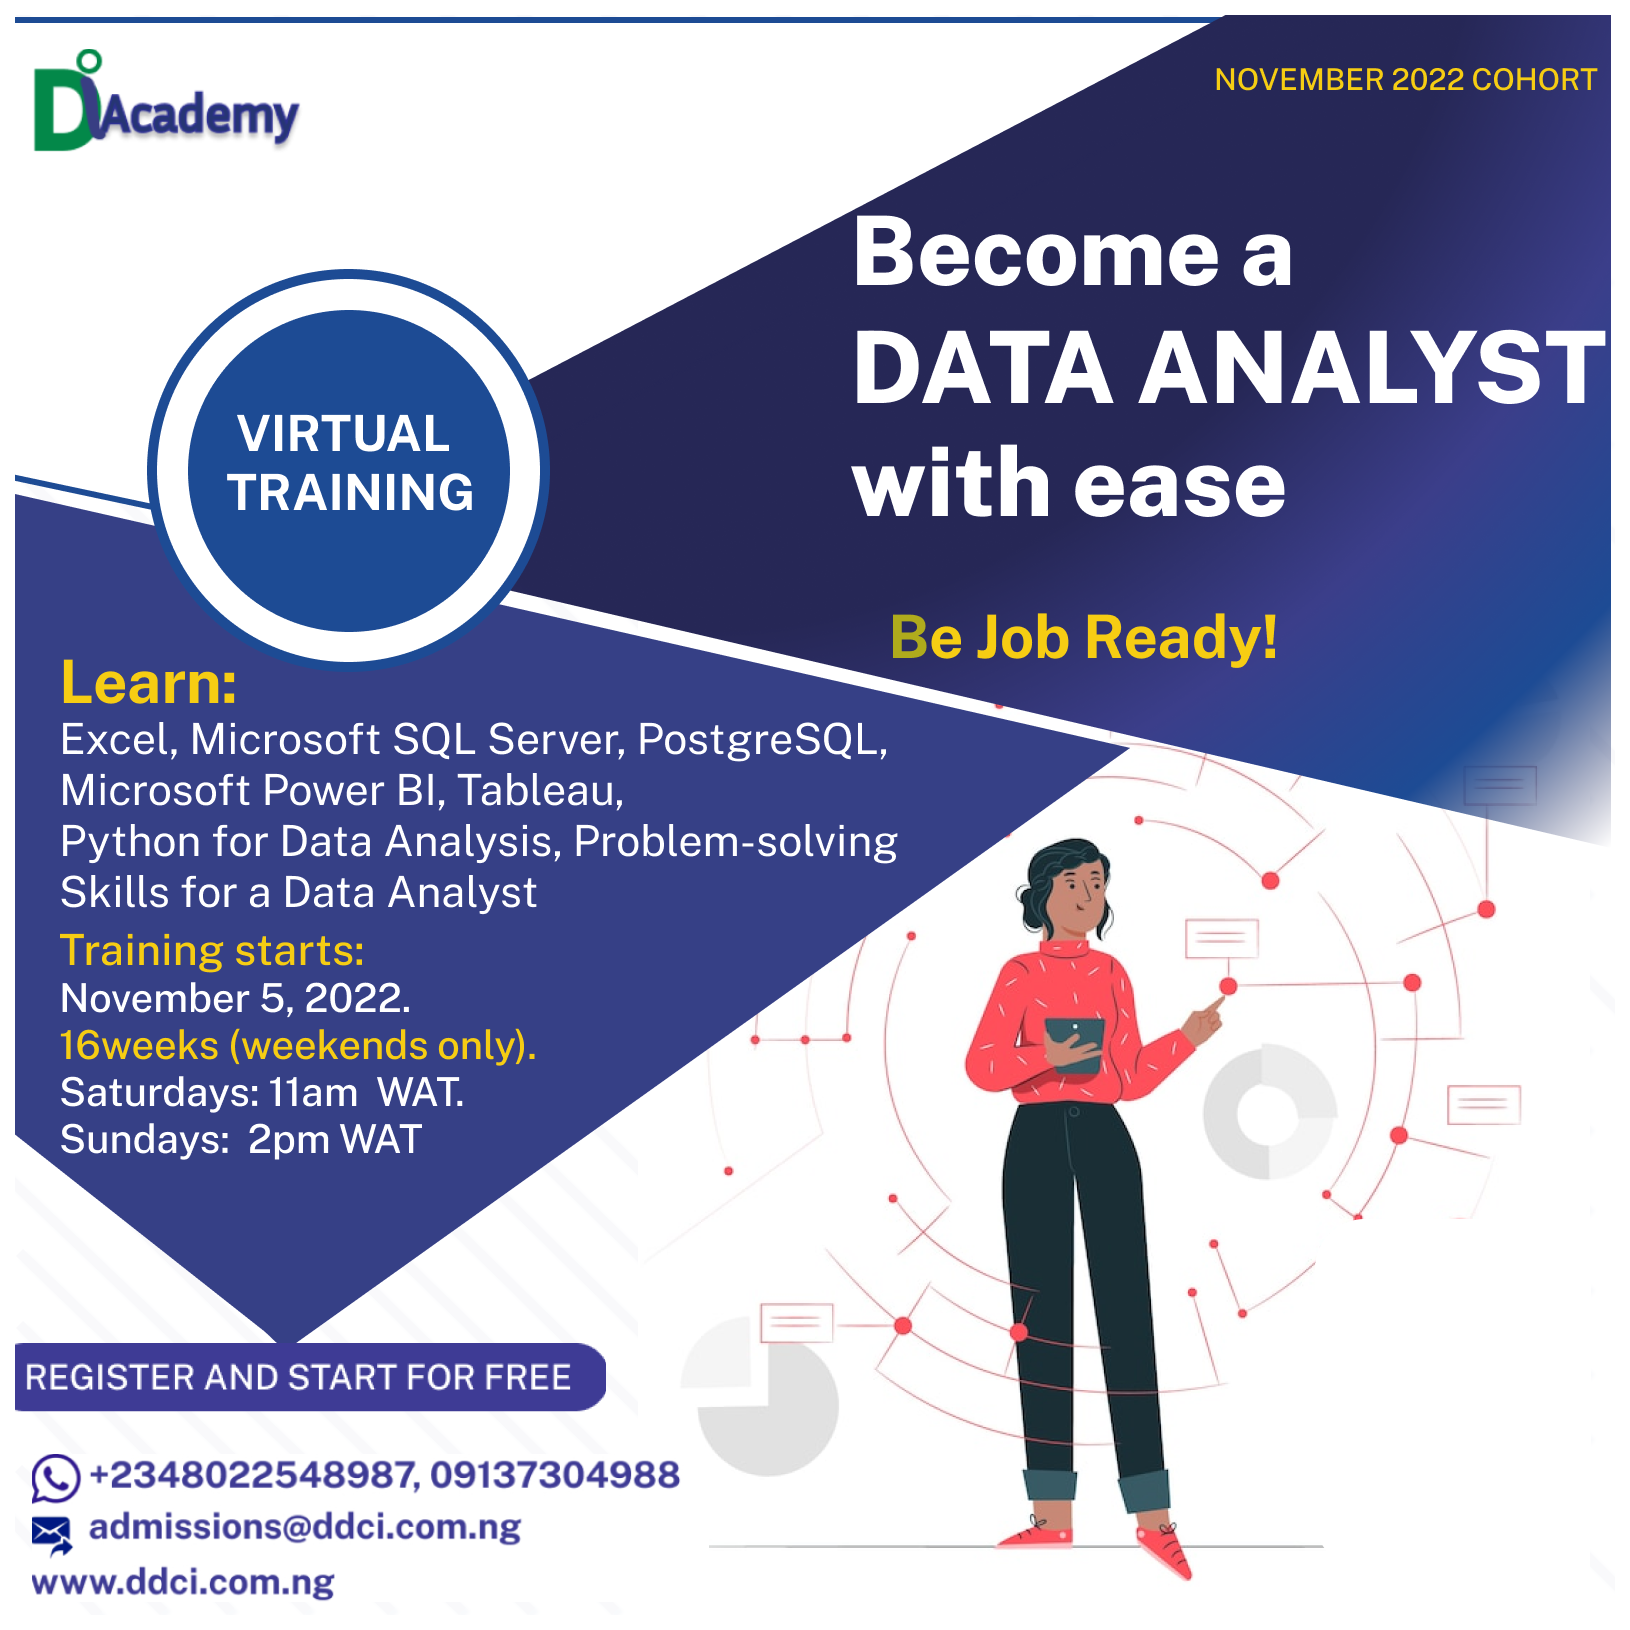 Di Academy
NOVEMBER 2022 COHORT
Become a
DATA ANALYST
with ease
Be Job Ready!
VIRTUAL
TRAINING
Learn:
Excel, Microsoft SQL Server, PostgreSQL,
Microsoft Power BI, Tableau,
Python for Data Analysis, Problem-solving
Skills for a Data Analyst
Training starts:
November 5, 2022.
16weeks (weekends only).
Saturdays: 11am  WAT.
Sundays:  2pm WAT
REGISTER AND START FOR FREE
+2348022548987, 09137304988
admissions@ddci.com.ng
www.ddci.com.ng